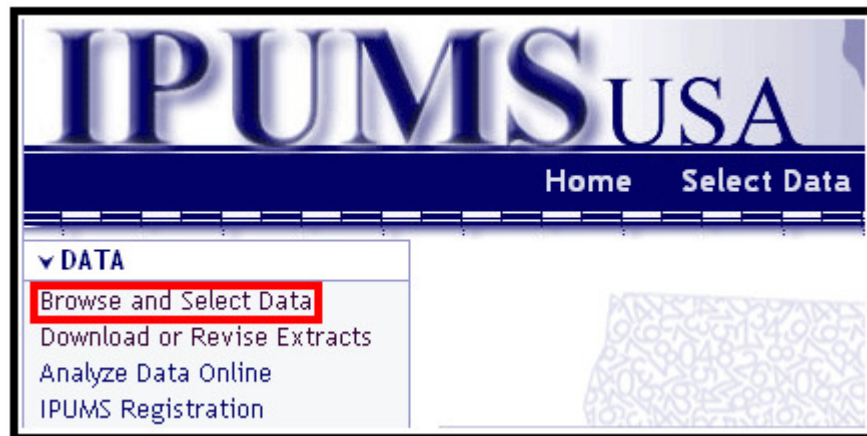 IPUMS USA
Home Select Data
DATA
Browse and Select Data
Download or Revise Extracts
Analyze Data Online
IPUMS Registration